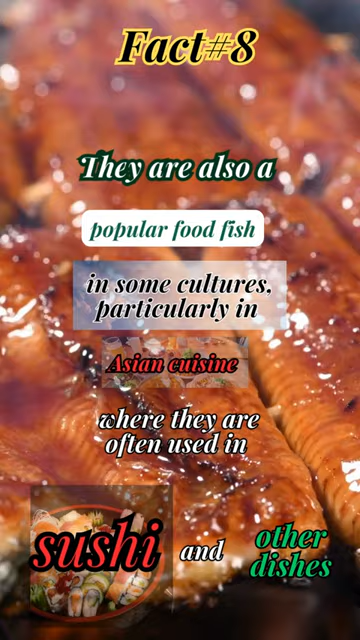 Fact#8
They are also a
popular food fish
in some cultures,
particularly in
Asian cuisine
where they are
often used in
sushi and other
dishes